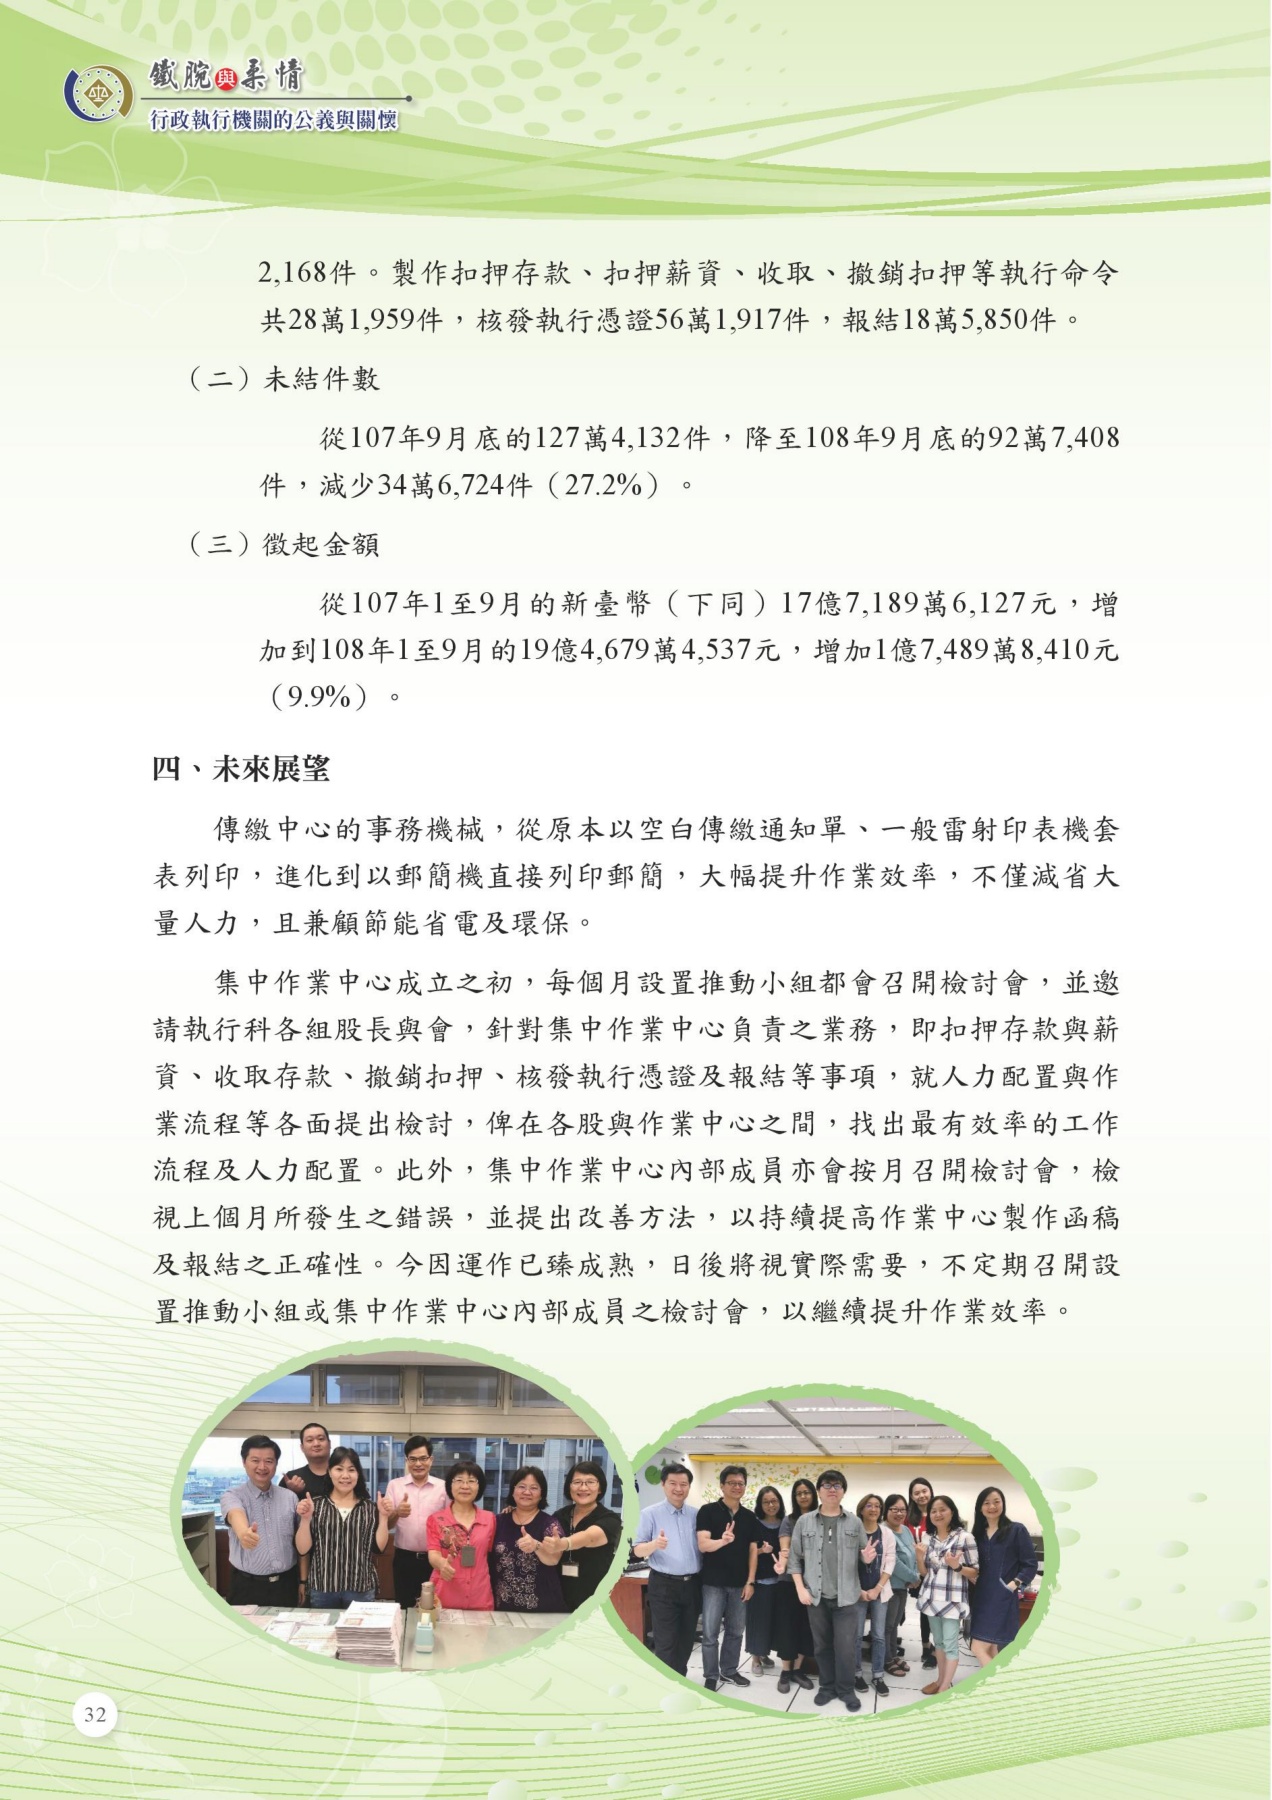 鐵腕與柔情
行政執行機關的公義與關懷
2,168件。製作扣押存款、扣押薪資、收取、撤銷扣押等執行命令
共28萬1,959件，核發執行憑證56萬1,917件，報結18萬5,850件。
（二）未結件數
從107年9月底的127萬4,132件，降至108年9月底的92萬7,408
件，減少34萬6,724件（27.2%）。
（三）徵起金額
從107年1至9月的新臺幣（下同）17億7,189萬6,127元，增
加到108年1至9月的19億4,679萬4,537元，增加1億7,489萬8,410元
（9.9%）。
四、未來展望
傳繳中心的事務機械，從原本以空白傳繳通知單、一般雷射印表機套
表列印，進化到以郵簡機直接列印郵簡，大幅提升作業效率，不僅減省大
量人力，且兼顧節能省電及環保。
集中作業中心成立之初，每個月設置推動小組都會召開檢討會，並邀
請執行科各組股長與會，針對集中作業中心負責之業務，即扣押存款與薪
資、收取存款、撤銷扣押、核發執行憑證及報結等事項，就人力配置與作
業流程等各面提出檢討，俾在各股與作業中心之間，找出最有效率的工作
流程及人力配置。此外，集中作業中心內部成員亦會按月召開檢討會，檢
視上個月所發生之錯誤，並提出改善方法，以持續提高作業中心製作函稿
及報結之正確性。今因運作已臻成熟，日後將視實際需要，不定期召開設
置推動小組或集中作業中心內部成員之檢討會，以繼續提升作業效率。
32